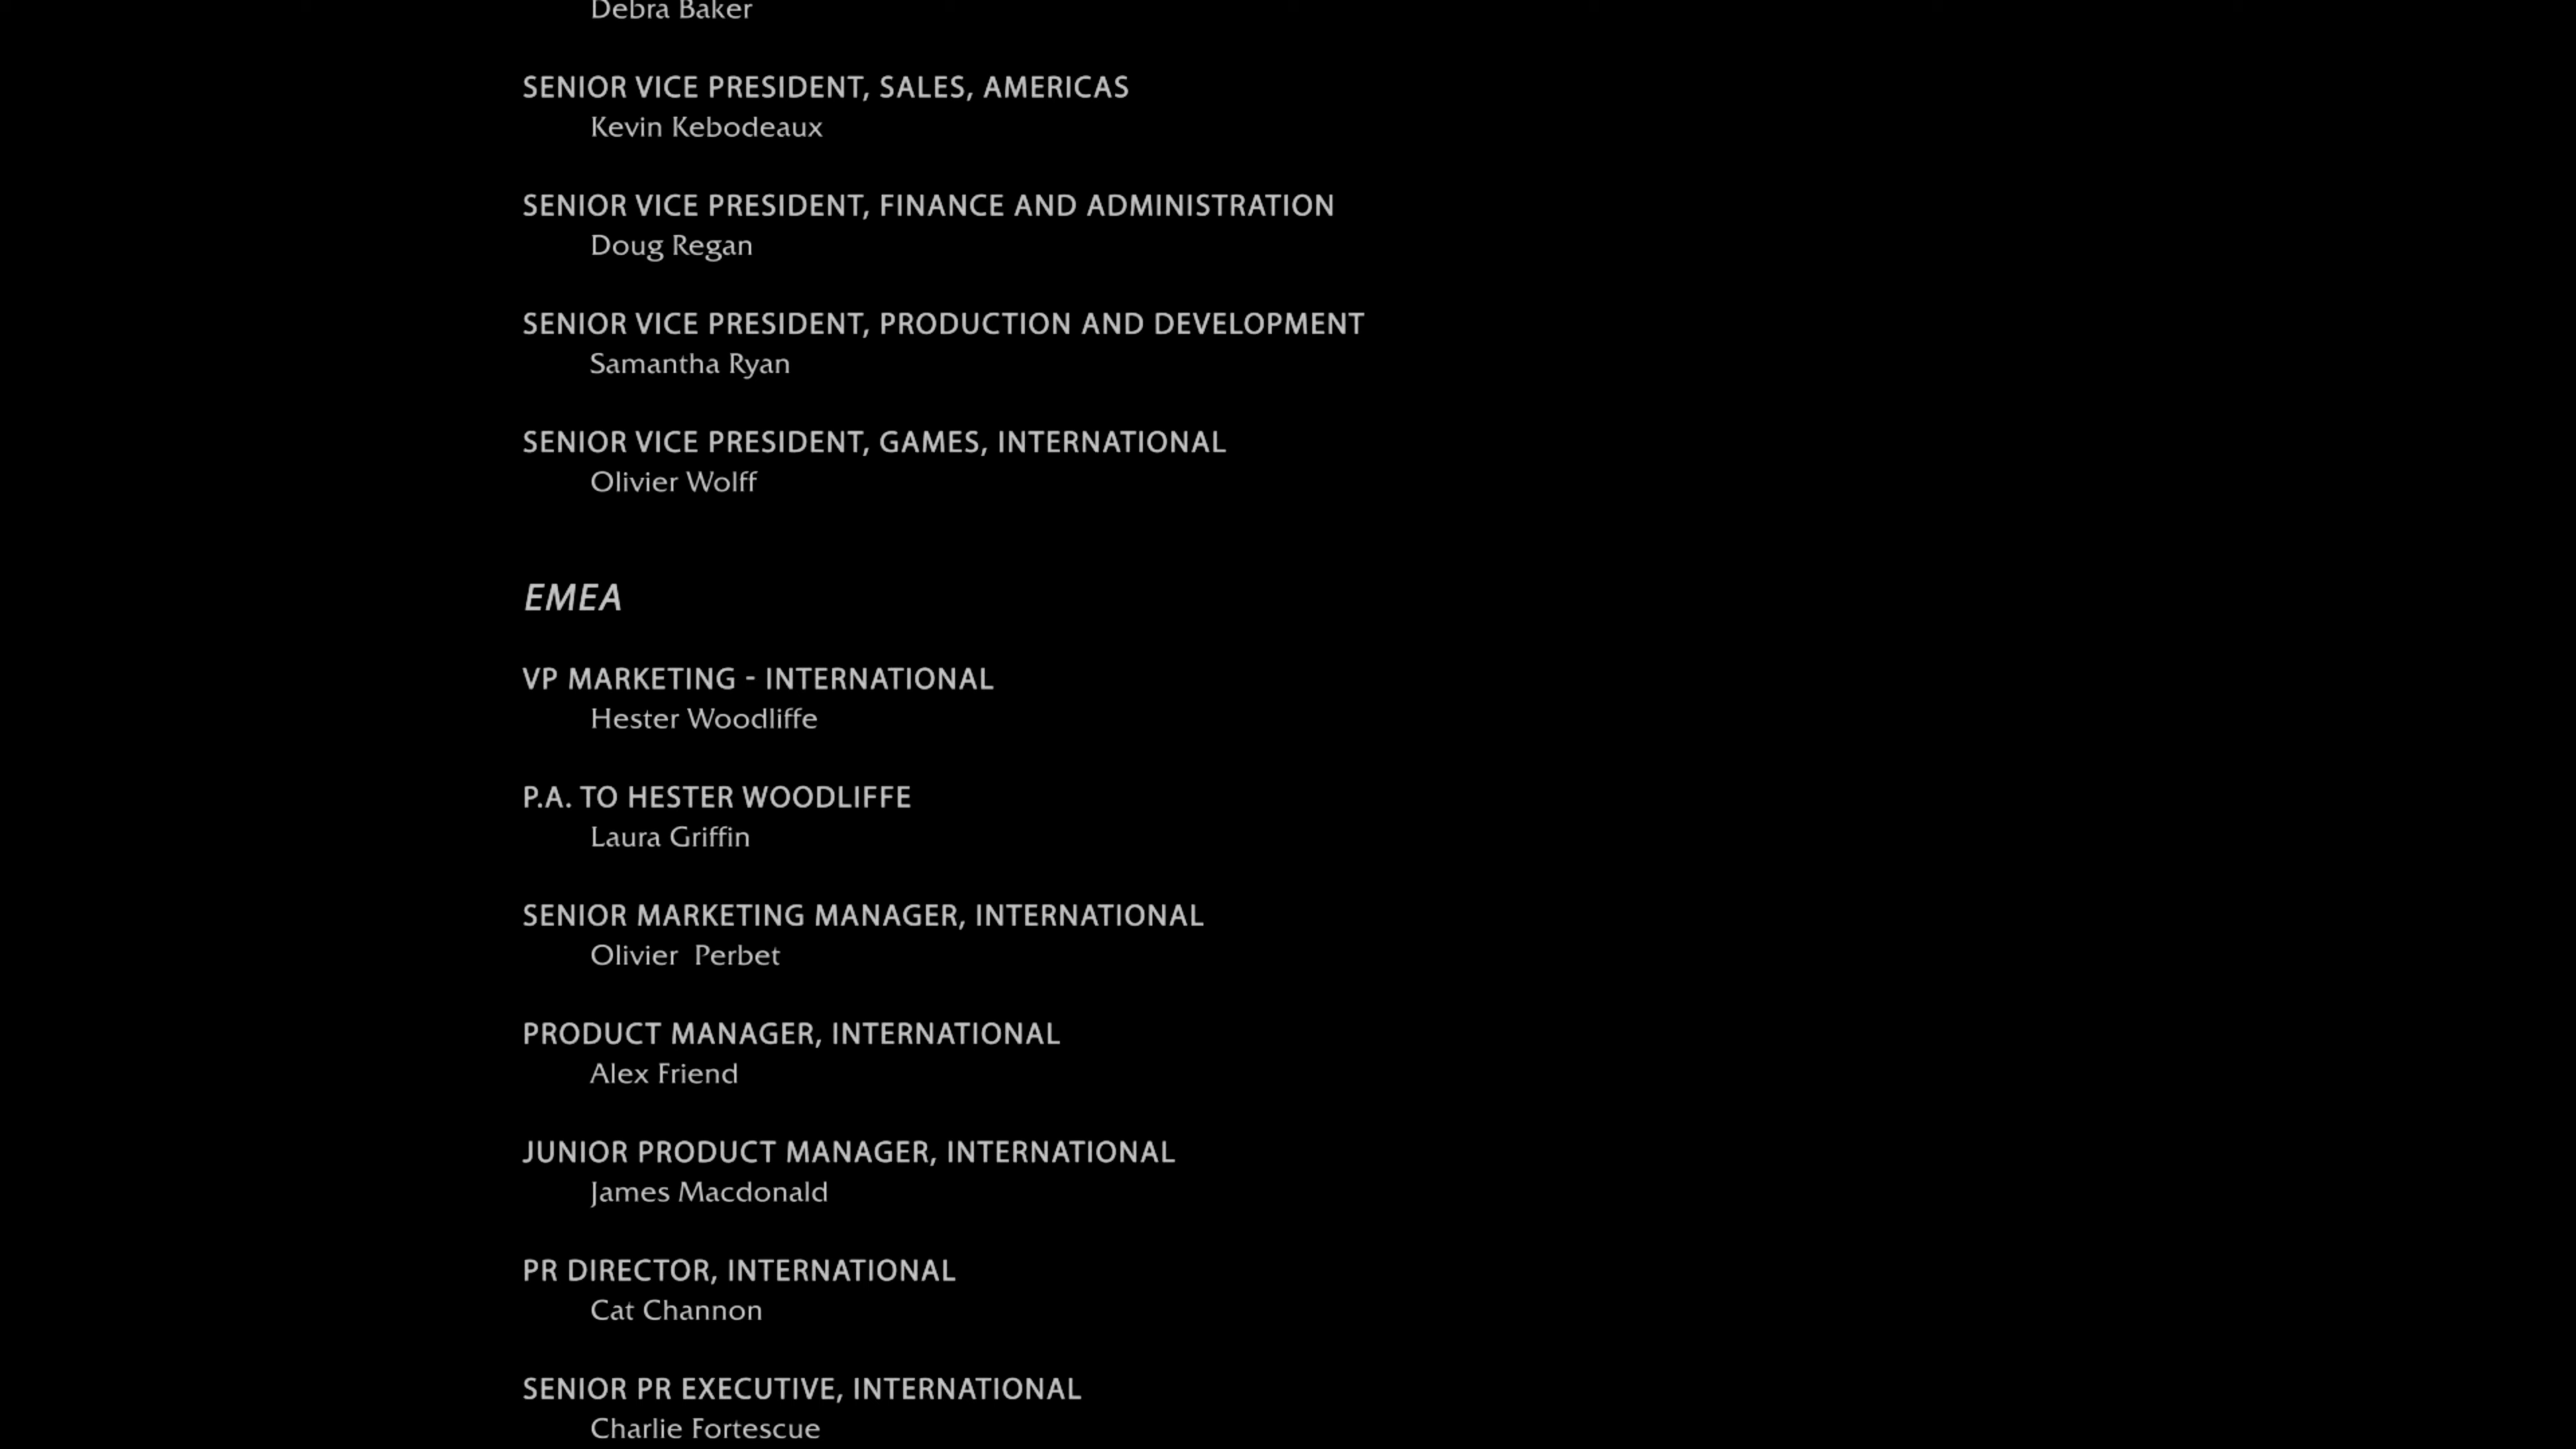 Debra Baker
SENIOR VICE PRESIDENT, SALES, AMERICAS
Kevin Kebodeaux
SENIOR VICE PRESIDENT, FINANCE AND ADMINISTRATION
Doug Regan
SENIOR VICE PRESIDENT, PRODUCTION AND DEVELOPMENT
Samantha Ryan
SENIOR VICE PRESIDENT, GAMES, INTERNATIONAL
Olivier Wolff
EMEA
VP MARKETING - INTERNATIONAL
Hester Woodliffe
P.A. TO HESTER WOODLIFFE
Laura Griffin
SENIOR MARKETING MANAGER, INTERNATIONAL
Olivier  Perbet
PRODUCT MANAGER, INTERNATIONAL
Alex Friend
JUNIOR PRODUCT MANAGER, INTERNATIONAL
James Macdonald
PR DIRECTOR, INTERNATIONAL
Cat Channon
SENIOR PR EXECUTIVE, INTERNATIONAL
Charlie Fortescue